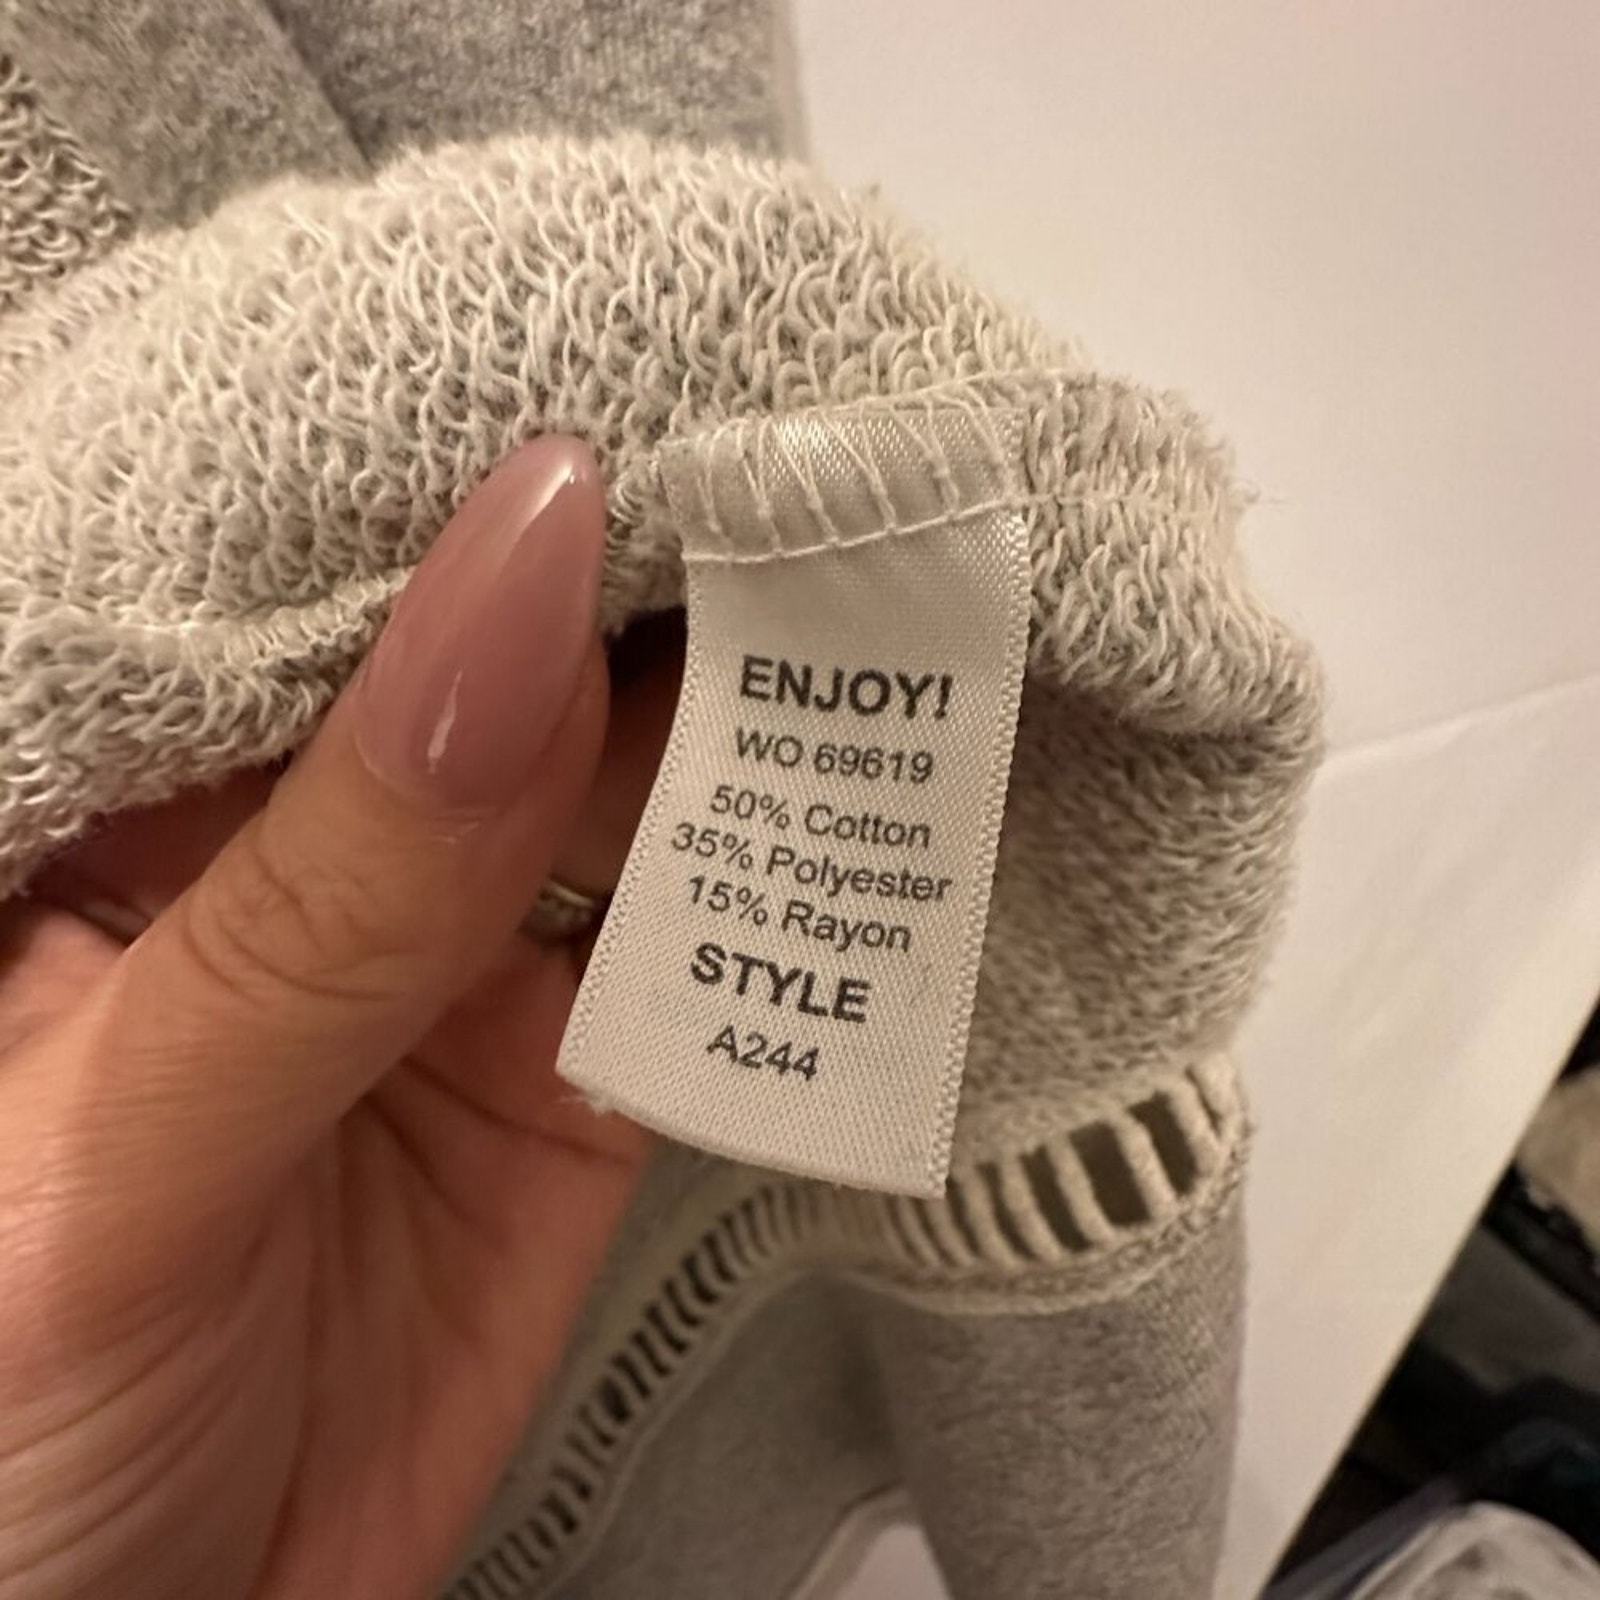 ENJOY!
WO 69619
50% Cotton
35% Polyester
15% Rayon
STYLE
A244